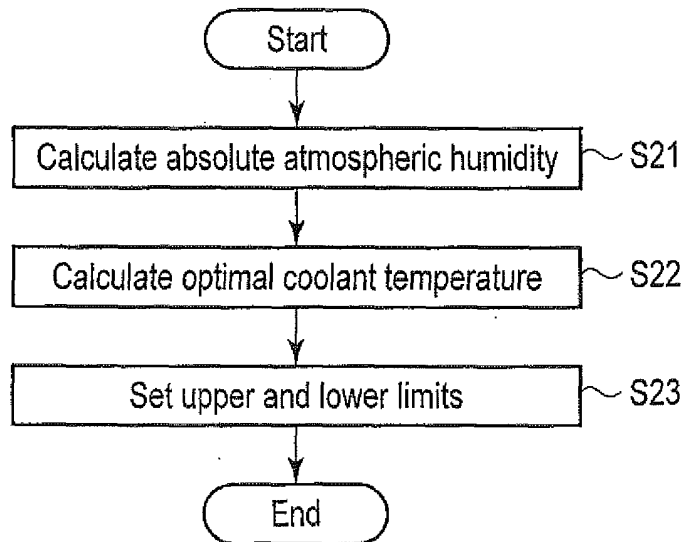 Start
Calculate absolute atmospheric humidity
S21
Calculate optimal coolant temperature
S22
Set upper and lower limits
S23
End